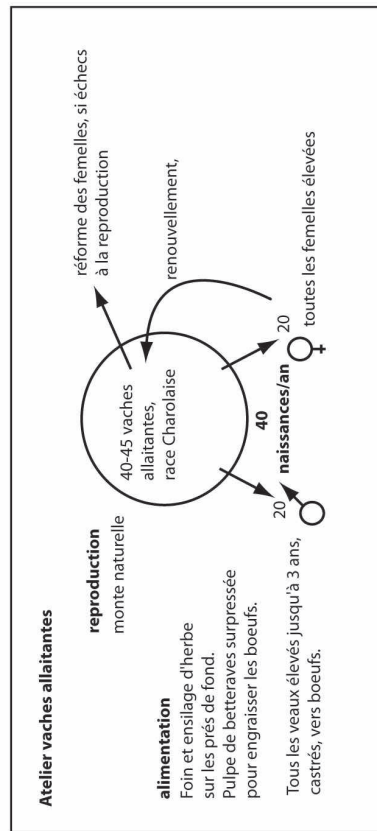 Atelier vaches allaitantes
reproduction
monte naturelle
40-45 vaches
allaitantes,
race Charolaise
réforme des femelles, si échecs
à la reproduction
renouvellement,
alimentation
Foin et ensilage d'herbe
sur les prés de fond.
Pulpe de betteraves surpressée
pour engraisser les boeufs.
40
naissances/an
20
20
toutes les femelles élevées
Tous les veaux élevés jusqu'à 3 ans,
castrés, vers boeufs.